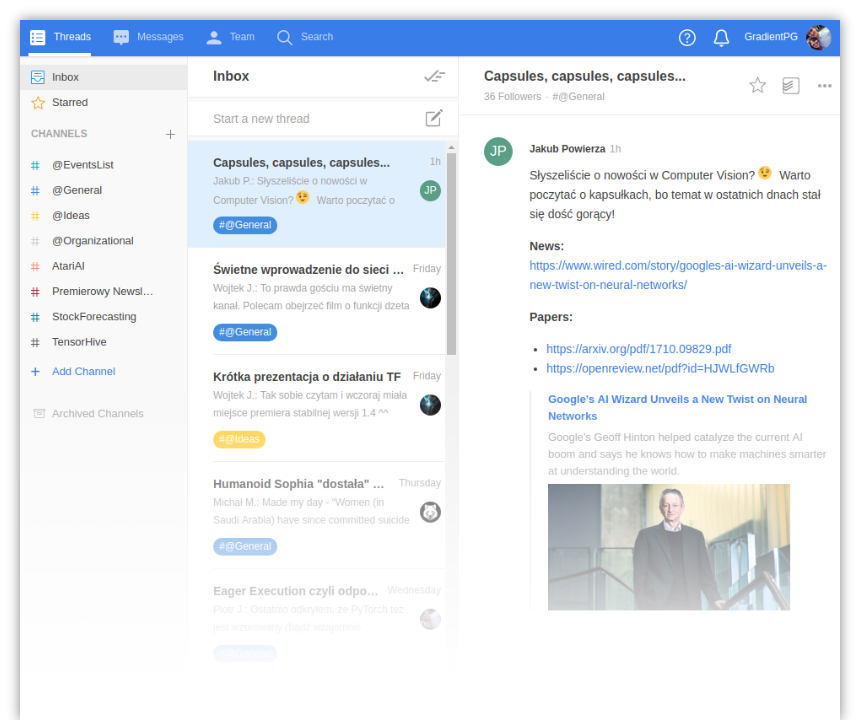 Threads
Messages
Team
Search
GradientPG
Inbox
Starred
CHANNELS
@EventsList
@General
@Ideas
@Organizational
AtariAI
Premierowy Newsl…
StockForecasting
TensorHive
Add Channel
Archived Channels
Inbox
Start a new thread
Capsules, capsules, capsules...
1h
Jakub P.: Słyszeliście o nowości w
Computer Vision? 😉 Warto poczytać o
JP
#@General
Świetne wprowadzenie do sieci …
Friday
Wojtek J.: To prawda gościu ma świetny
kanał. Polecam obejrzeć film o funkcji dzeta
#@General
Krótka prezentacja o działaniu TF
Friday
Wojtek J.: Tak sobie czytam i wczoraj miała
miejsce premiera stabilnej wersji 1.4 ^^
#@Ideas
Humanoid Sophia "dostała" …
Thursday
Michał M.: Made my day - "Women (in
Saudi Arabia) have since committed suicide
#@General
Eager Execution czyli odpo…
Wednesday
Piotr J.: Ostatnio odkryłem, że PyTorch też
#@General
Capsules, capsules, capsules...
36 Followers · #@General
JP
Jakub Powierza 1h
Słyszeliście o nowości w Computer Vision? 😉 Warto
poczytać o kapsułkach, bo temat w ostatnich dnach stał
się dość gorący!
News:
https://www.wired.com/story/googles-ai-wizard-unveils-a-
new-twist-on-neural-networks/
Papers:
• https://arxiv.org/pdf/1710.09829.pdf
• https://openreview.net/pdf?id=HJWLfGWRb
Google's AI Wizard Unveils a New Twist on Neural
Networks
Google's Geoff Hinton helped catalyze the current AI
boom and says he knows how to make machines smarter
at understanding the world.